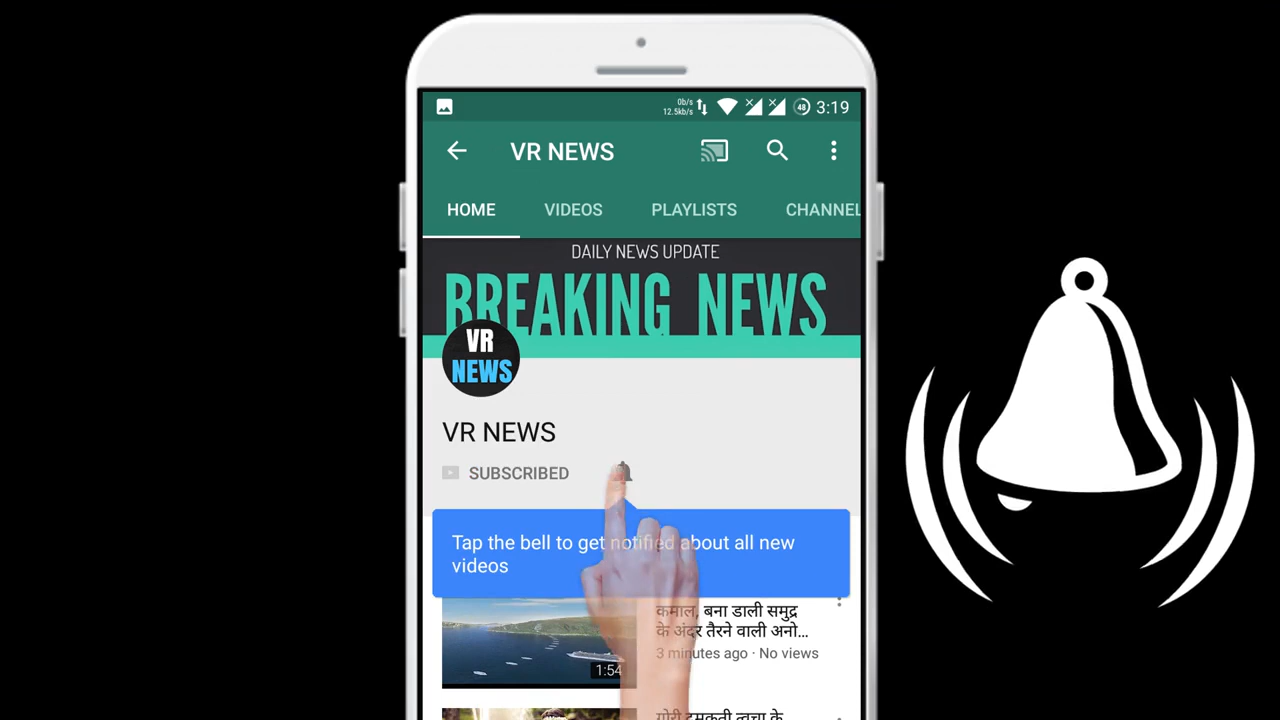 0b/s
12.5kb/s
48
3:19
VR NEWS
HOME
VIDEOS
PLAYLISTS
CHANNEL
DAILY NEWS UPDATE
BREAKING NEWS
VR
NEWS
VR NEWS
SUBSCRIBED
Tap the bell to get notified about all new
videos
कमाल, बना डाली समुद्र
के अंदर तैरने वाली अनो...
3 minutes ago · No views
1:54
गोरी दमकती त्वचा के